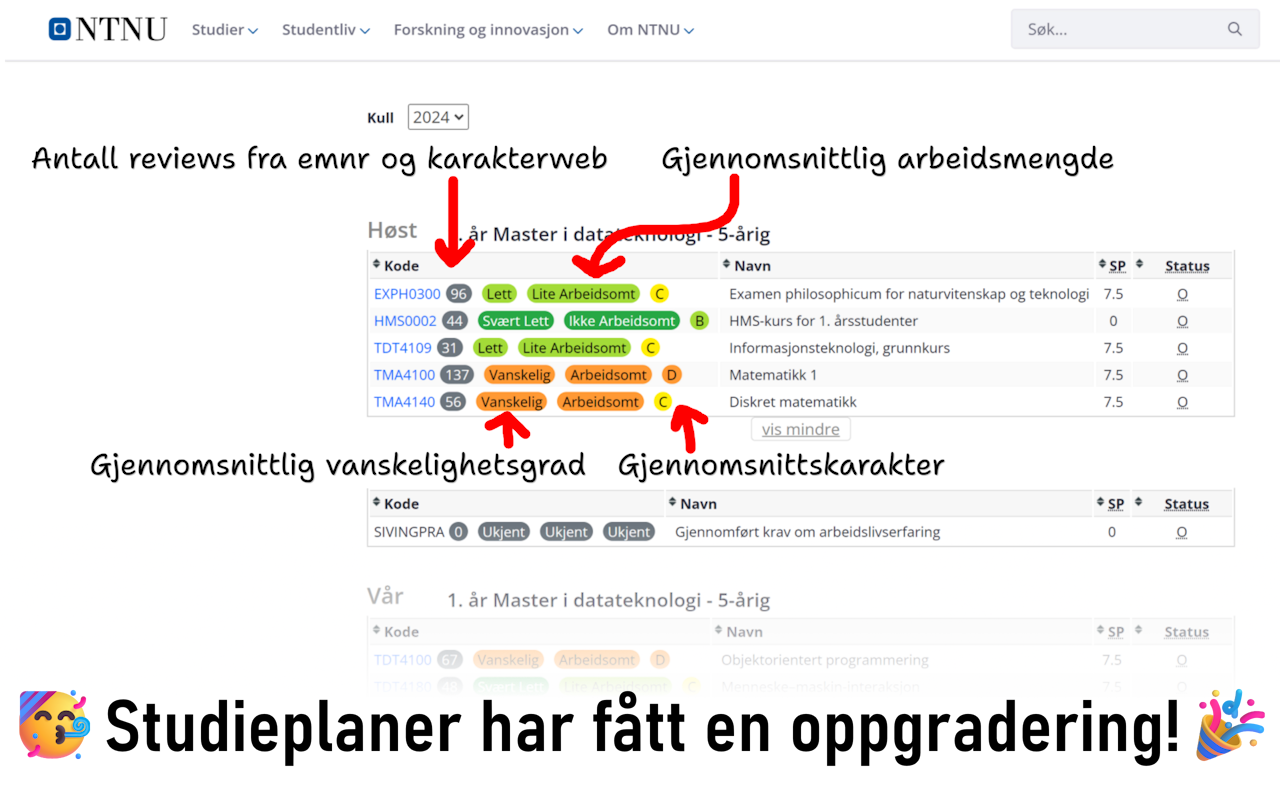 NTNU Studier Studentliv Forskning og innovasjon Om NTNU Søk...
Kull 2024
Antall reviews fra emnr og karakterweb Gjennomsnittlig arbeidsmengde
Høst . år Master i datateknologi - 5-årig
Kode Navn SP Status
EXPH0300 96 Lett Lite Arbeidsomt C Examen philosophicum for naturvitenskap og teknologi 7.5 O
HMS0002 44 Svært Lett Ikke Arbeidsomt B HMS-kurs for 1. årsstudenter 0 O
TDT4109 31 Lett Lite Arbeidsomt C Informasjonsteknologi, grunnkurs 7.5 O
TMA4100 137 Vanskelig Arbeidsomt D Matematikk 1 7.5 O
TMA4140 56 Vanskelig Arbeidsomt C Diskret matematikk 7.5 O
vis mindre
Gjennomsnittlig vanskelighetsgrad Gjennomsnittskarakter
Kode Navn SP Status
SIVINGPRA 0 Ukjent Ukjent Ukjent Gjennomført krav om arbeidslivserfaring 0 O
Vår 1. år Master i datateknologi - 5-årig
Kode Navn SP Status
TDT4100 67 Vanskelig Arbeidsomt D Objektorientert programmering 7.5 O
TDT4180 48 Svært Lett Lite Arbeidsomt C Menneske-maskin-interaksjon 7.5 O
Studieplaner har fått en oppgradering!